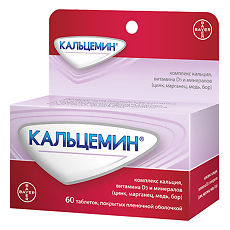 КАЛЬЦЕМИН®
BAYER
комплекс кальция,
витамина D3 и минералов
(цинк, марганец, медь, бор)
КАЛЬЦЕМИН®
комплекс кальция,
витамина D3 и минералов
(цинк, марганец, медь, бор)
BAYER
60 таблеток, покрытых пленочной оболочкой